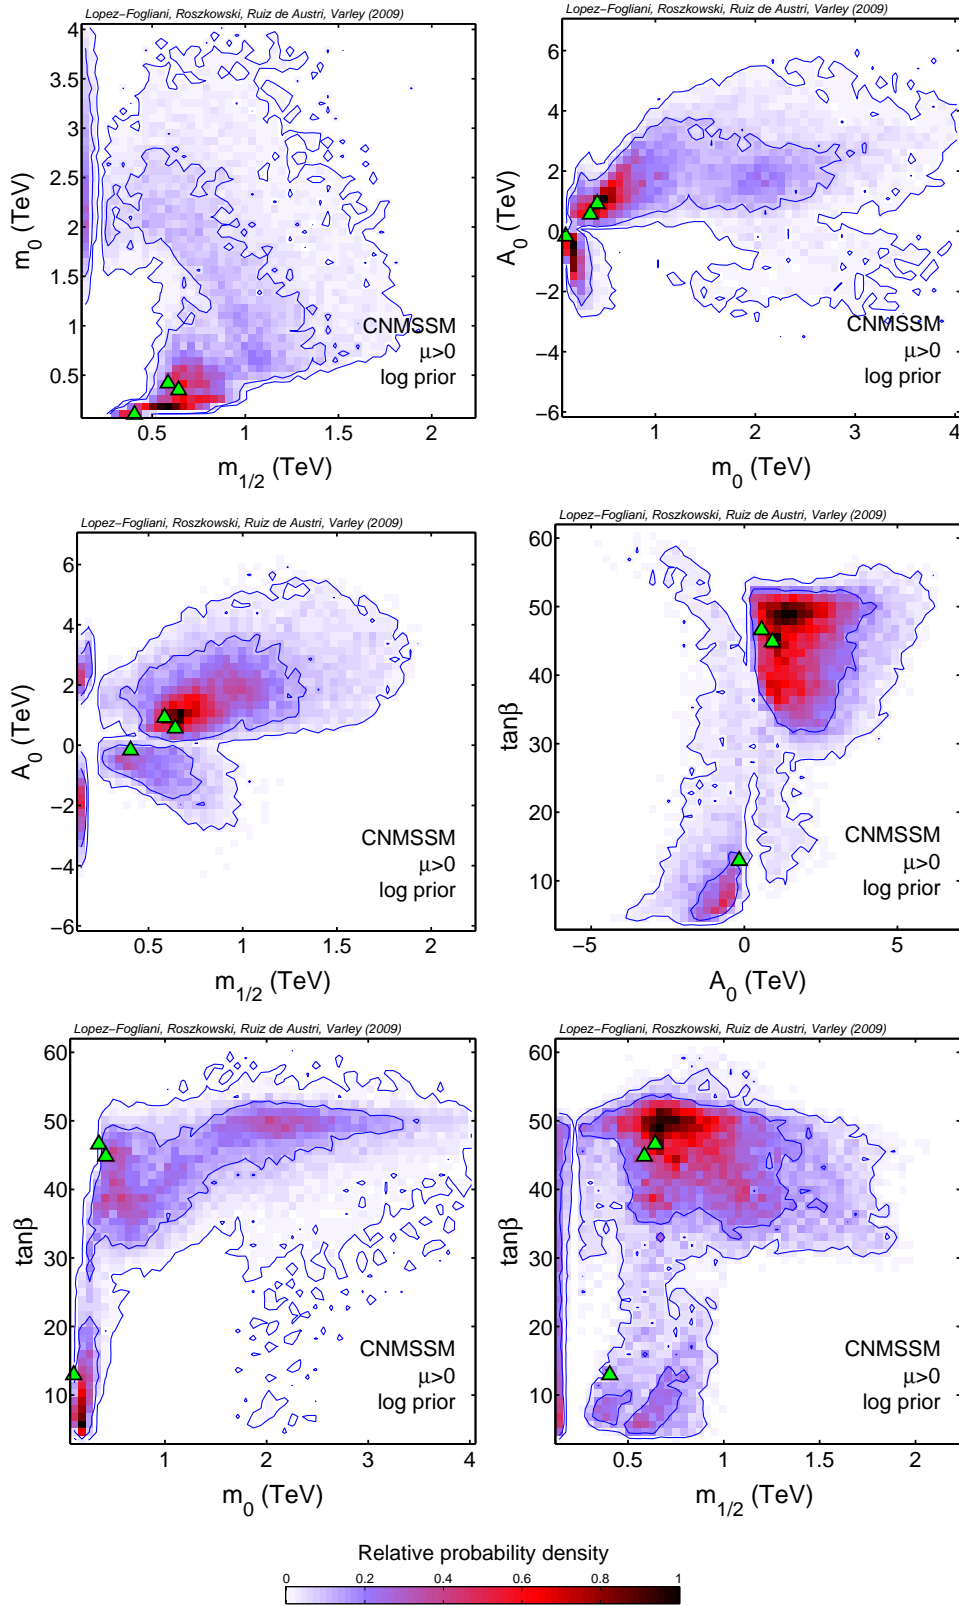 Lopez−Fogliani, Roszkowski, Ruiz de Austri, Varley (2009)
4
3.5
3
2.5
2
1.5
1
0.5
m0 (TeV)
CNMSSM
μ>0
log prior
0.5 1 1.5 2
m1/2 (TeV)
Lopez−Fogliani, Roszkowski, Ruiz de Austri, Varley (2009)
6
4
2
0
−2
−4
−6
A0 (TeV)
CNMSSM
μ>0
log prior
1 2 3 4
m0 (TeV)
Lopez−Fogliani, Roszkowski, Ruiz de Austri, Varley (2009)
6
4
2
0
−2
−4
−6
A0 (TeV)
CNMSSM
μ>0
log prior
0.5 1 1.5 2
m1/2 (TeV)
Lopez−Fogliani, Roszkowski, Ruiz de Austri, Varley (2009)
60
50
40
30
20
10
tanβ
CNMSSM
μ>0
log prior
−5 0 5
A0 (TeV)
Lopez−Fogliani, Roszkowski, Ruiz de Austri, Varley (2009)
60
50
40
30
20
10
tanβ
CNMSSM
μ>0
log prior
1 2 3 4
m0 (TeV)
Lopez−Fogliani, Roszkowski, Ruiz de Austri, Varley (2009)
60
50
40
30
20
10
tanβ
CNMSSM
μ>0
log prior
0.5 1 1.5 2
m1/2 (TeV)
Relative probability density
0 0.2 0.4 0.6 0.8 1